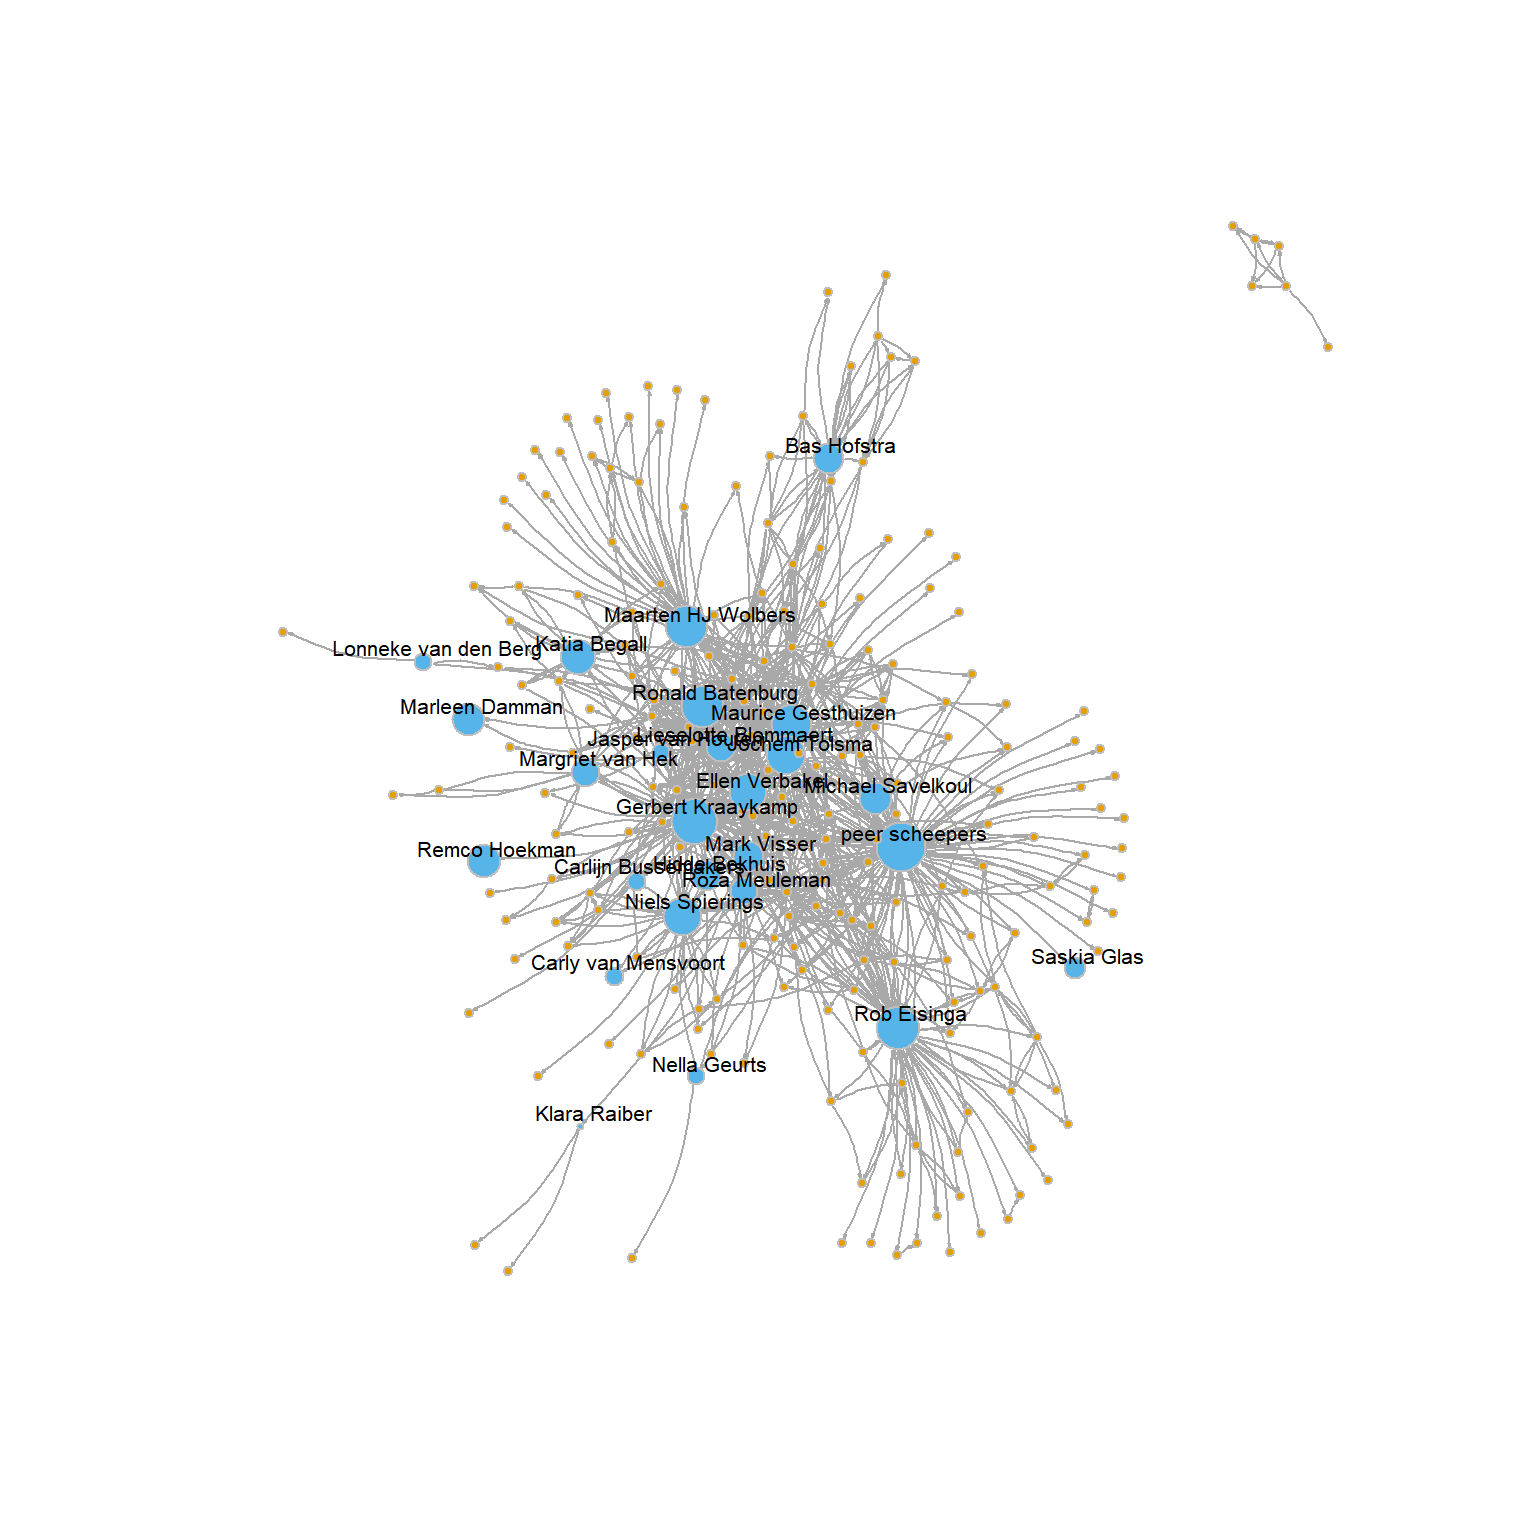 Bas Hofstra
Maarten HJ Wolbers
Katia Begall
Lonneke van den Berg
Ronald Batenburg
Marleen Damman
Maurice Gesthuizen
Lieselotte Blommaert
Jasper van Houten
Jochem Tolsma
Margriet van Hek
Ellen Verbakel
Michael Savelkoul
Gerbert Kraaykamp
peer scheepers
Mark Visser
Remco Hoekman
Hidde Bekhuis
Carlijn Bussemakers
Roza Meuleman
Niels Spierings
Saskia Glas
Carly van Mensvoort
Rob Eisinga
Nella Geurts
Klara Raiber